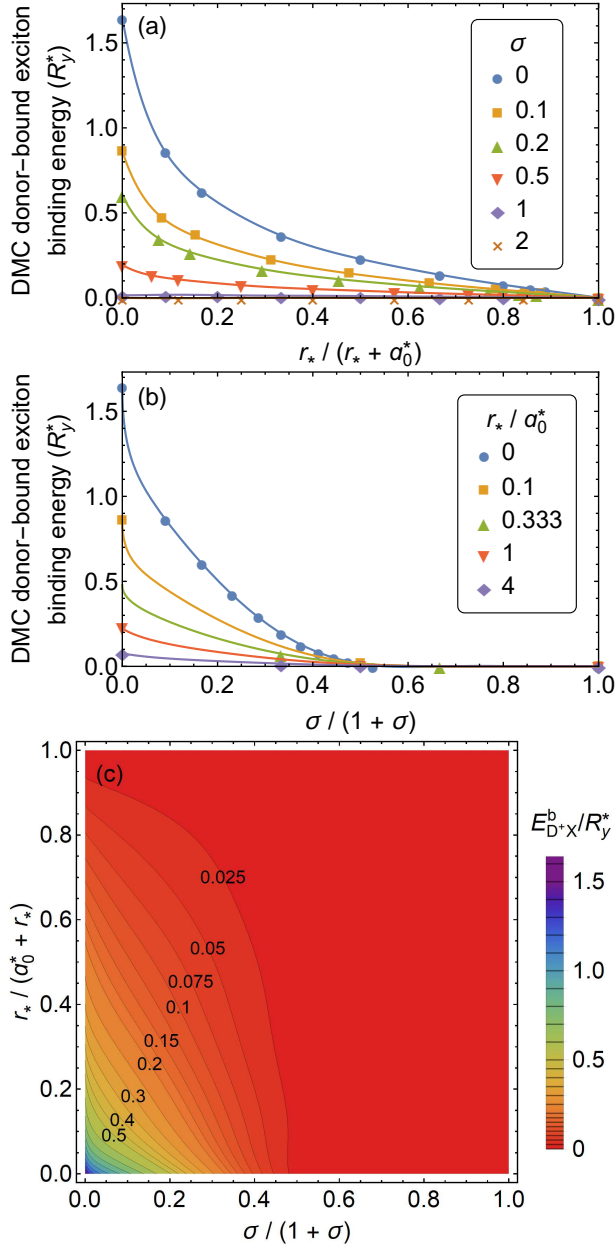 (a)
DMC donor-bound exciton
binding energy (R*y)
1.5
1.0
0.5
0.0
σ
0
0.1
0.2
0.5
1
2
0.0 0.2 0.4 0.6 0.8 1.0
r* / (r* + a*0)
(b)
DMC donor-bound exciton
binding energy (R*y)
1.5
1.0
0.5
0.0
r* / a*0
0
0.1
0.333
1
4
0.0 0.2 0.4 0.6 0.8 1.0
σ / (1 + σ)
(c)
r* / (a*0 + r*)
1.0
0.8
0.6
0.4
0.2
0.0
0.025
0.05
0.075
0.1
0.15
0.2
0.3
0.4
0.5
0.0 0.2 0.4 0.6 0.8 1.0
σ / (1 + σ)
E^b_D+X/R*y
1.5
1.0
0.5
0